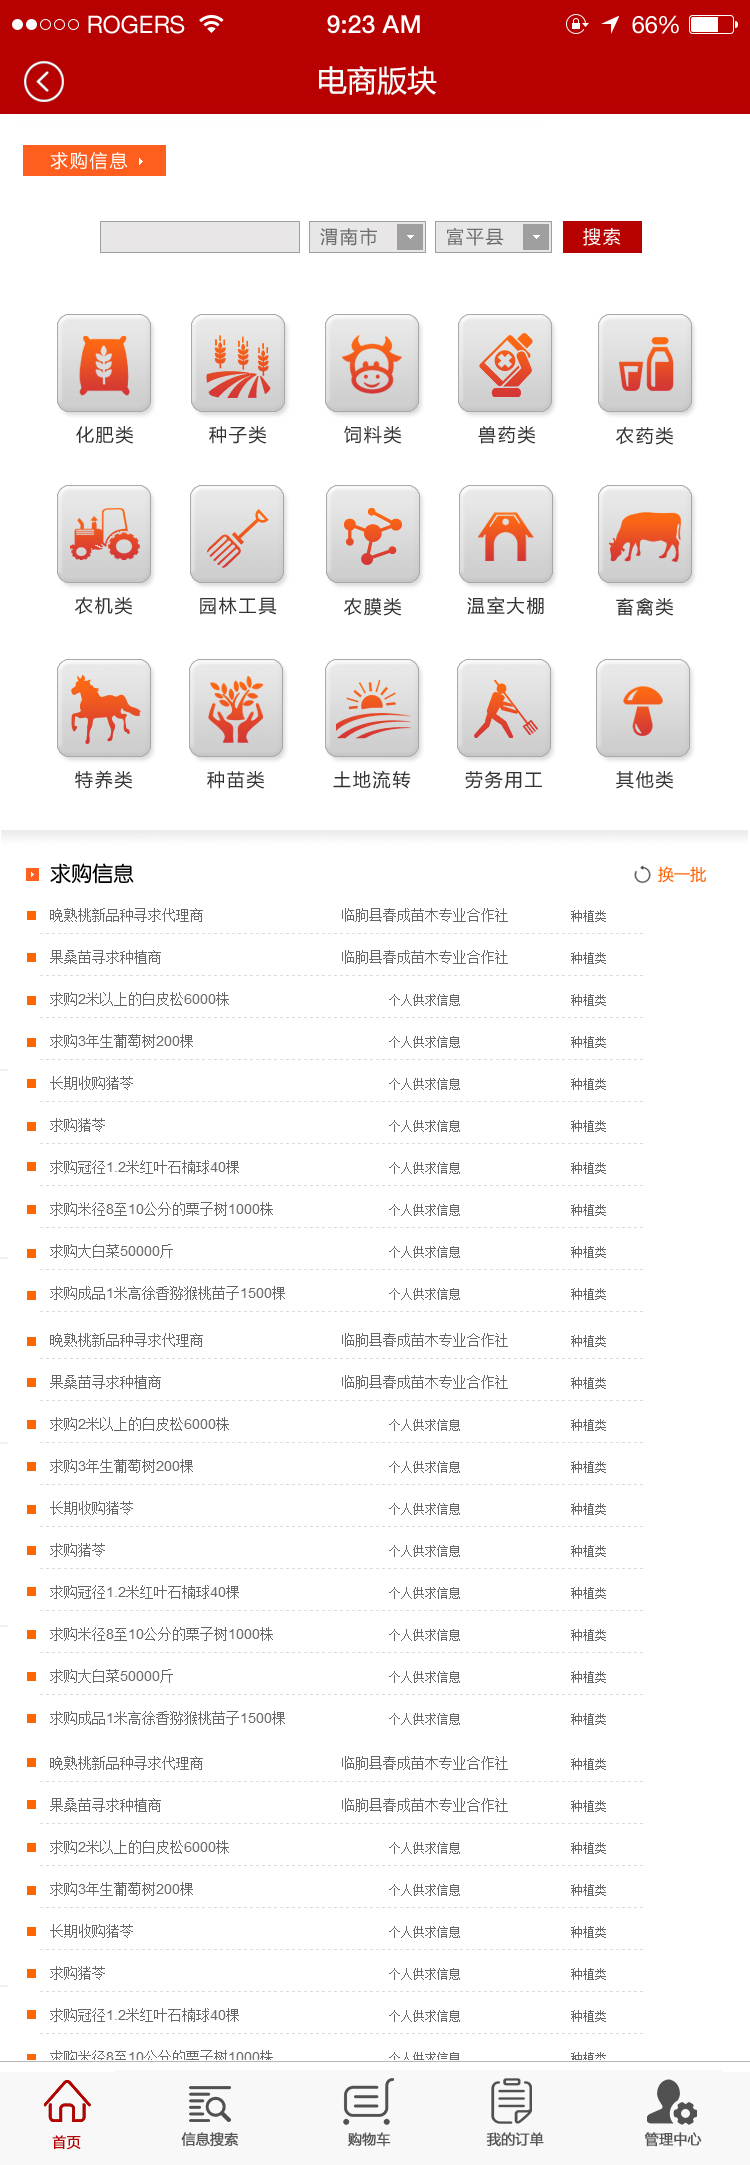 ROGERS 9:23 AM 66%
电商版块
求购信息
渭南市 富平县 搜索
化肥类 种子类 饲料类 兽药类 农药类
农机类 园林工具 农膜类 温室大棚 畜禽类
特养类 种苗类 土地流转 劳务用工 其他类
求购信息 换一批
晚熟桃新品种寻求代理商 临朐县春成苗木专业合作社 种植类
果桑苗寻求种植商 临朐县春成苗木专业合作社 种植类
求购2米以上的白皮松6000株 个人供求信息 种植类
求购3年生葡萄树200棵 个人供求信息 种植类
长期收购猪苓 个人供求信息 种植类
求购猪苓 个人供求信息 种植类
求购冠径1.2米红叶石楠球40棵 个人供求信息 种植类
求购米径8至10公分的栗子树1000株 个人供求信息 种植类
求购大白菜50000斤 个人供求信息 种植类
求购成品1米高徐香猕猴桃苗子1500棵 个人供求信息 种植类
晚熟桃新品种寻求代理商 临朐县春成苗木专业合作社 种植类
果桑苗寻求种植商 临朐县春成苗木专业合作社 种植类
求购2米以上的白皮松6000株 个人供求信息 种植类
求购3年生葡萄树200棵 个人供求信息 种植类
长期收购猪苓 个人供求信息 种植类
求购猪苓 个人供求信息 种植类
求购冠径1.2米红叶石楠球40棵 个人供求信息 种植类
求购米径8至10公分的栗子树1000株 个人供求信息 种植类
求购大白菜50000斤 个人供求信息 种植类
求购成品1米高徐香猕猴桃苗子1500棵 个人供求信息 种植类
晚熟桃新品种寻求代理商 临朐县春成苗木专业合作社 种植类
果桑苗寻求种植商 临朐县春成苗木专业合作社 种植类
求购2米以上的白皮松6000株 个人供求信息 种植类
求购3年生葡萄树200棵 个人供求信息 种植类
长期收购猪苓 个人供求信息 种植类
求购猪苓 个人供求信息 种植类
求购冠径1.2米红叶石楠球40棵 个人供求信息 种植类
求购米径8至10公分的栗子树1000株 个人供求信息 种植类
首页 信息搜索 购物车 我的订单 管理中心